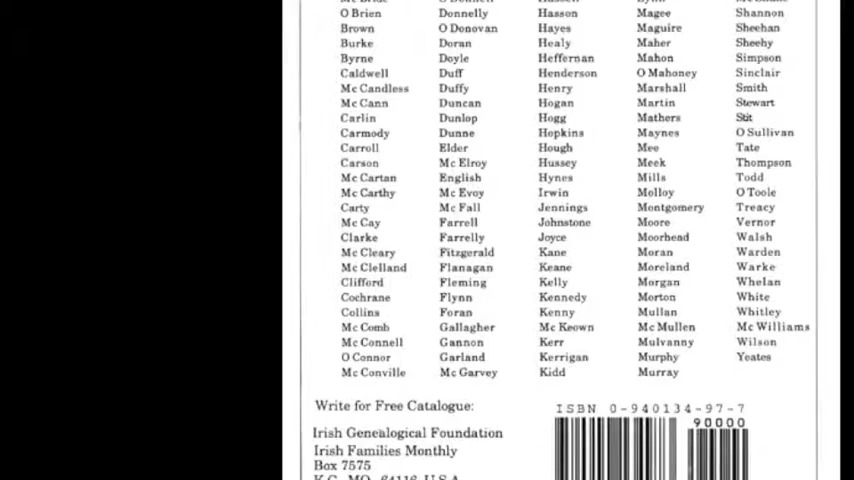 O Brien Donnelly Hasson Magee Shannon
Brown O Donovan Hayes Maguire Sheehan
Burke Doran Healy Maher Sheehy
Byrne Doyle Heffernan Mahon Simpson
Caldwell Duff Henderson O Mahoney Sinclair
Mc Candless Duffy Henry Marshall Smith
Mc Cann Duncan Hogan Martin Stewart
Carlin Dunlop Hogg Mathers Stit
Carmody Dunne Hopkins Maynes O Sullivan
Carroll Elder Hough Mee Tate
Carson Mc Elroy Hussey Meek Thompson
Mc Cartan English Hynes Mills Todd
Mc Carthy Mc Evoy Irwin Molloy O Toole
Carty Mc Fall Jennings Montgomery Treacy
Mc Cay Farrell Johnstone Moore Vernor
Clarke Farrelly Joyce Moorhead Walsh
Mc Cleary Fitzgerald Kane Moran Warden
Mc Clelland Flanagan Keane Moreland Warke
Clifford Fleming Kelly Morgan Whelan
Cochrane Flynn Kennedy Morton White
Collins Foran Kenny Mullan Whitley
Mc Comb Gallagher Mc Keown Mc Mullen Mc Williams
Mc Connell Gannon Kerr Mulvanny Wilson
O Connor Garland Kerrigan Murphy Yeates
Mc Conville Mc Garvey Kidd Murray
Write for Free Catalogue:
Irish Genealogical Foundation
Irish Families Monthly
Box 7575
K.C. MO. 64116 U.S.A.
ISBN 0-940134-97-7
90000